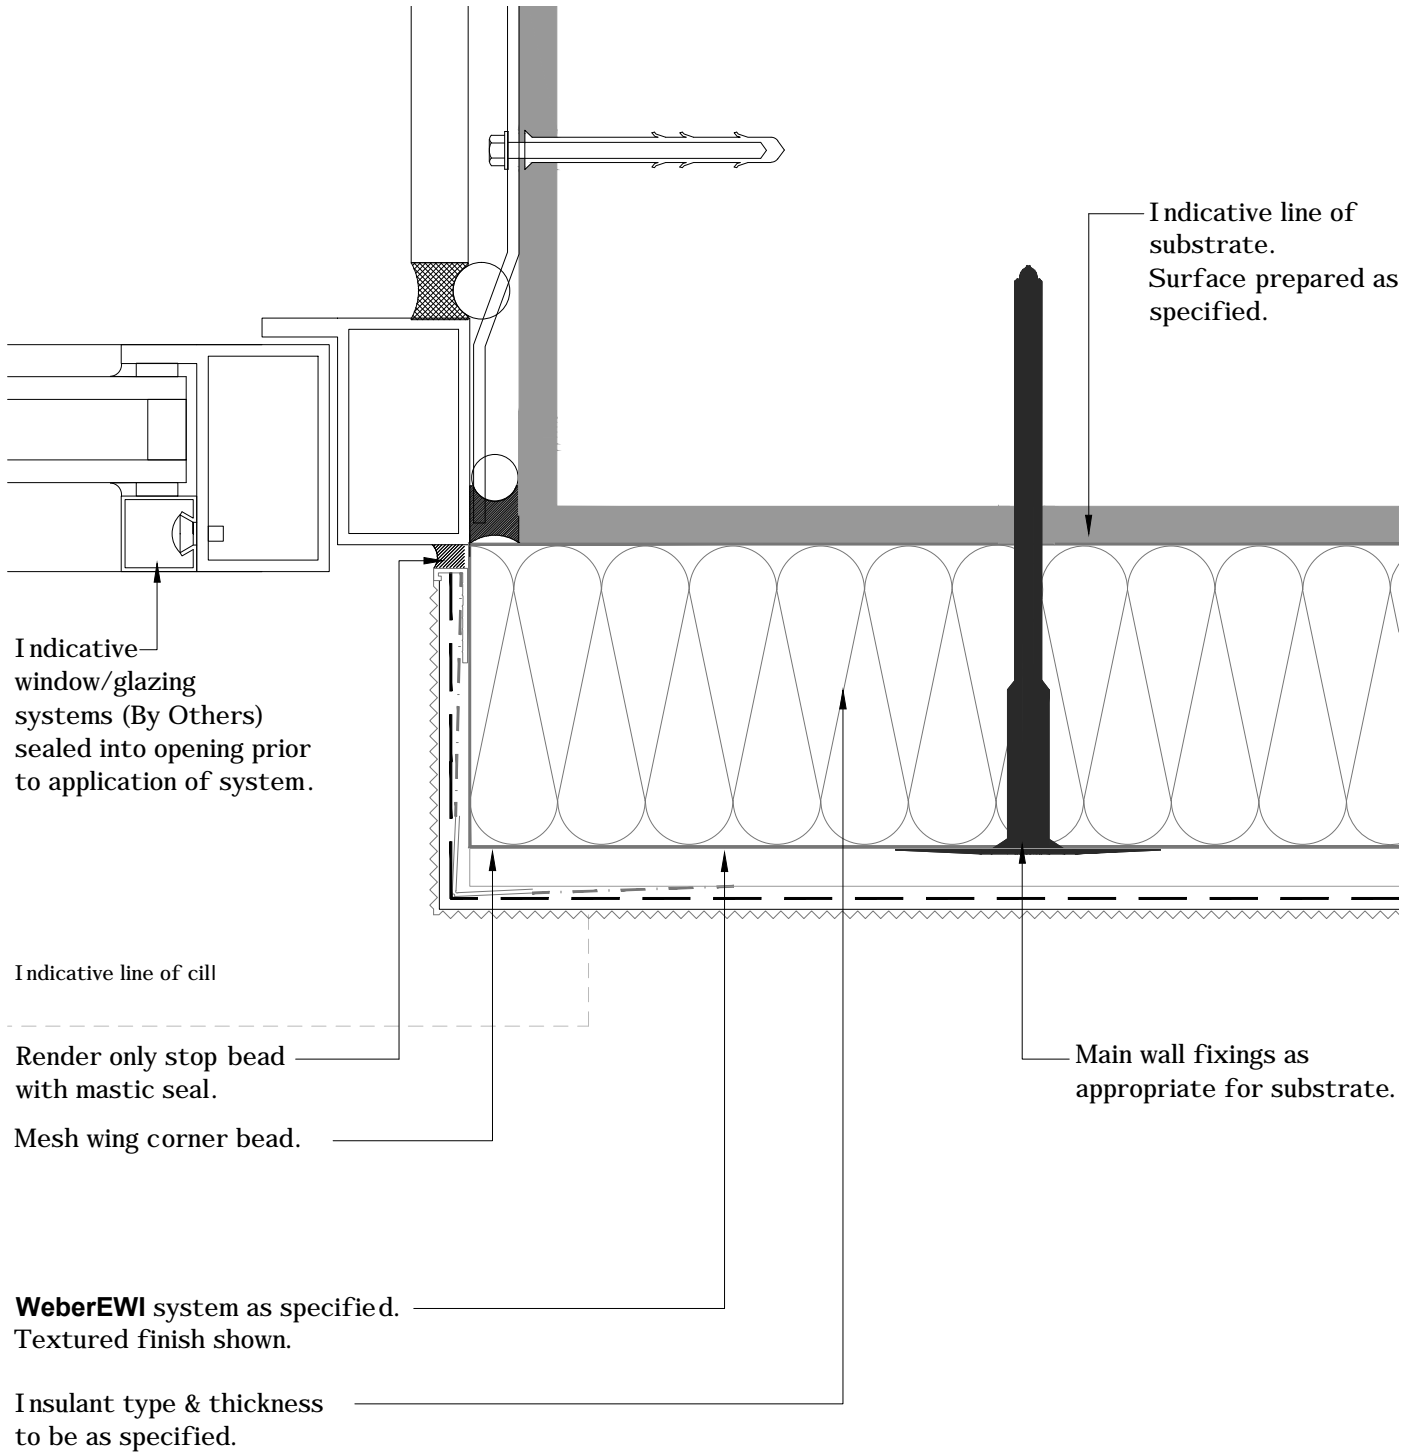 Indicative line of
substrate.
Surface prepared as
specified.
Indicative
window/glazing
systems (By Others)
sealed into opening prior
to application of system.
Indicative line of cill
Render only stop bead
with mastic seal.
Main wall fixings as
appropriate for substrate.
Mesh wing corner bead.
WeberEWI system as specified.
Textured finish shown.
Insulant type & thickness
to be as specified.